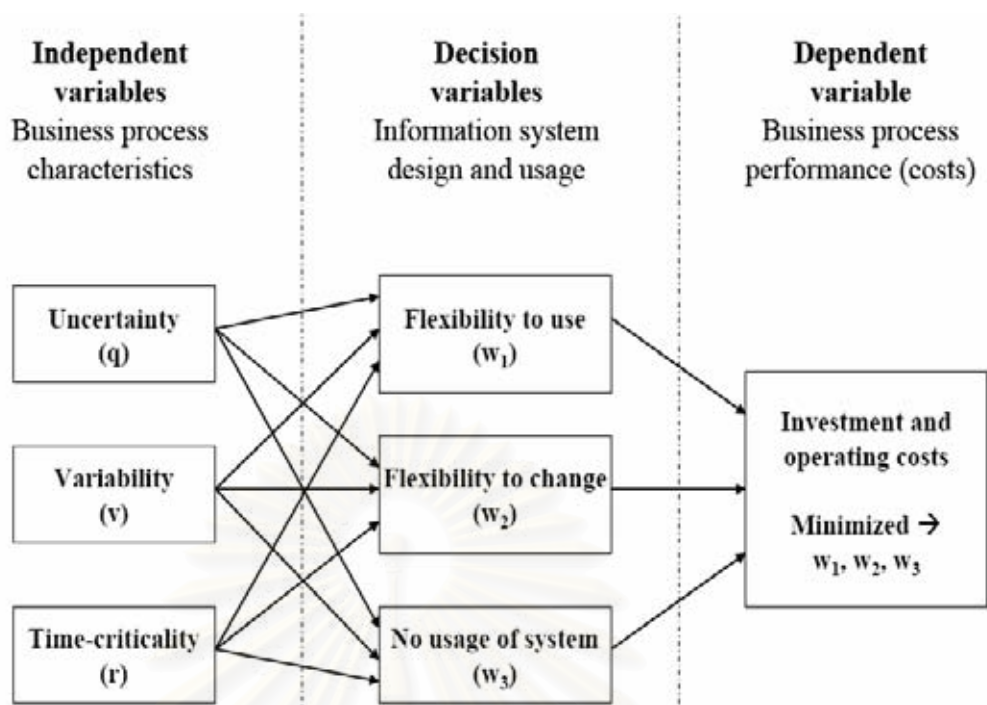 Independent
variables
Business process
characteristics
Decision
variables
Information system
design and usage
Dependent
variable
Business process
performance (costs)
Uncertainty
(q)
Variability
(v)
Time-criticality
(r)
Flexibility to use
(w₁)
Flexibility to change
(w₂)
No usage of system
(w₃)
Investment and
operating costs
Minimized →
w₁, w₂, w₃